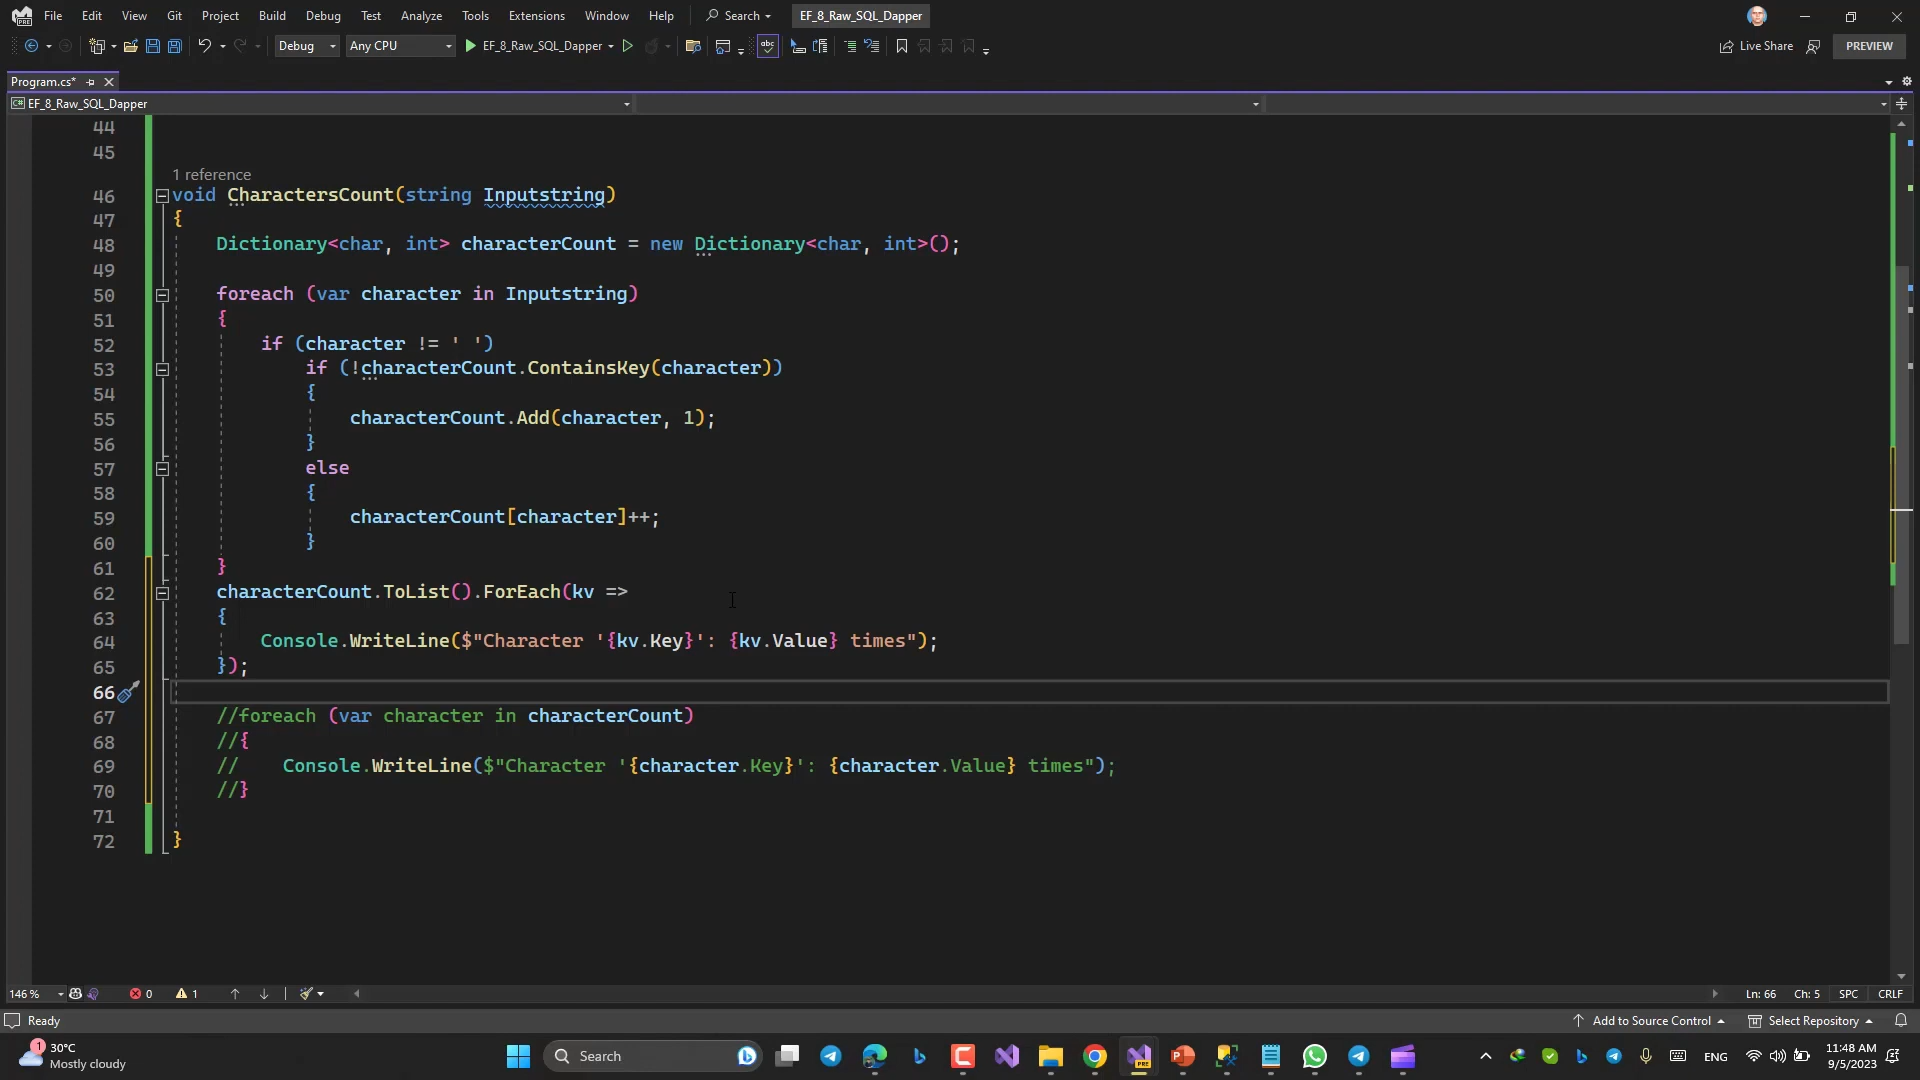 File Edit View Git Project Build Debug Test Analyze Tools Extensions Window Help Search EF_8_Raw_SQL_Dapper
Debug Any CPU EF_8_Raw_SQL_Dapper Live Share PREVIEW
Program.cs*
EF_8_Raw_SQL_Dapper
44
45
1 reference
46 void CharactersCount(string Inputstring)
47 {
48 Dictionary<char, int> characterCount = new Dictionary<char, int>();
49
50 foreach (var character in Inputstring)
51 {
52 if (character != ' ')
53 if (!characterCount.ContainsKey(character))
54 {
55 characterCount.Add(character, 1);
56 }
57 else
58 {
59 characterCount[character]++;
60 }
61 }
62 characterCount.ToList().ForEach(kv =>
63 {
64 Console.WriteLine($"Character '{kv.Key}': {kv.Value} times");
65 });
66
67 //foreach (var character in characterCount)
68 //{
69 // Console.WriteLine($"Character '{character.Key}': {character.Value} times");
70 //}
71
72 }
146 % 0 1 Ln: 66 Ch: 5 SPC CRLF
Ready Add to Source Control Select Repository
1 30°C Mostly cloudy Search ENG 11:48 AM
9/5/2023